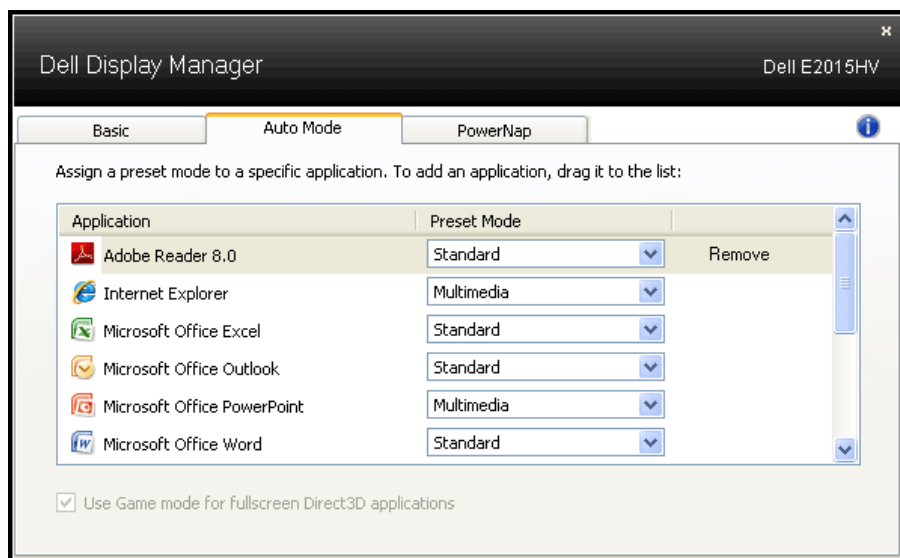 x
Dell Display Manager Dell E2015HV
Basic Auto Mode PowerNap
Assign a preset mode to a specific application. To add an application, drag it to the list:
Application Preset Mode
Adobe Reader 8.0 Standard Remove
Internet Explorer Multimedia
Microsoft Office Excel Standard
Microsoft Office Outlook Standard
Microsoft Office PowerPoint Multimedia
Microsoft Office Word Standard
Use Game mode for fullscreen Direct3D applications